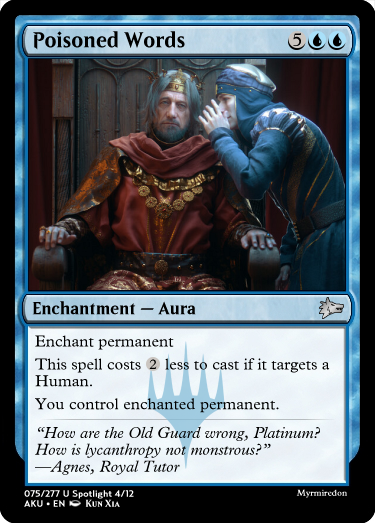 Poisoned Words 5
Enchantment — Aura
Enchant permanent
This spell costs 2 less to cast if it targets a
Human.
You control enchanted permanent.
“How are the Old Guard wrong, Platinum?
How is lycanthropy not monstrous?”
—Agnes, Royal Tutor
075/277 U Spotlight 4/12
Myrmiredon
AKU • EN Kun Xia